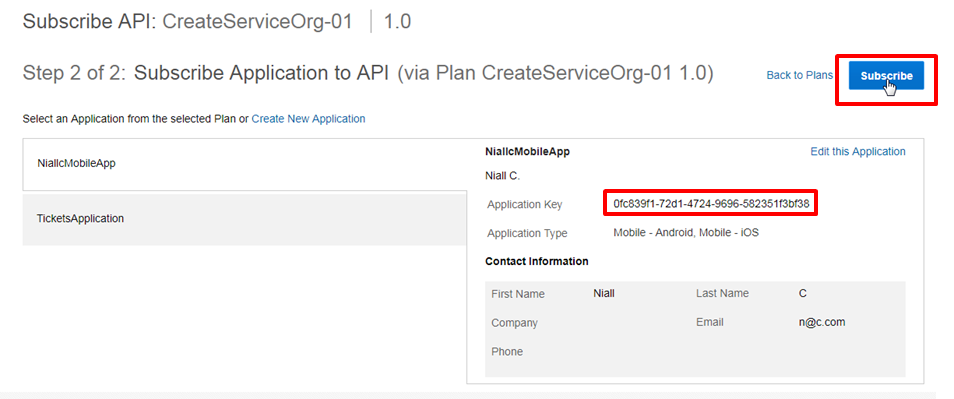 Subscribe API: CreateServiceOrg-01 1.0
Step 2 of 2: Subscribe Application to API (via Plan CreateServiceOrg-01 1.0)
Back to Plans
Subscribe
Select an Application from the selected Plan or Create New Application
NiallcMobileApp
TicketsApplication
NiallcMobileApp
Edit this Application
Niall C.
Application Key 0fc839f1-72d1-4724-9696-582351f3bf38
Application Type Mobile - Android, Mobile - iOS
Contact Information
First Name Niall Last Name C
Company Email n@c.com
Phone